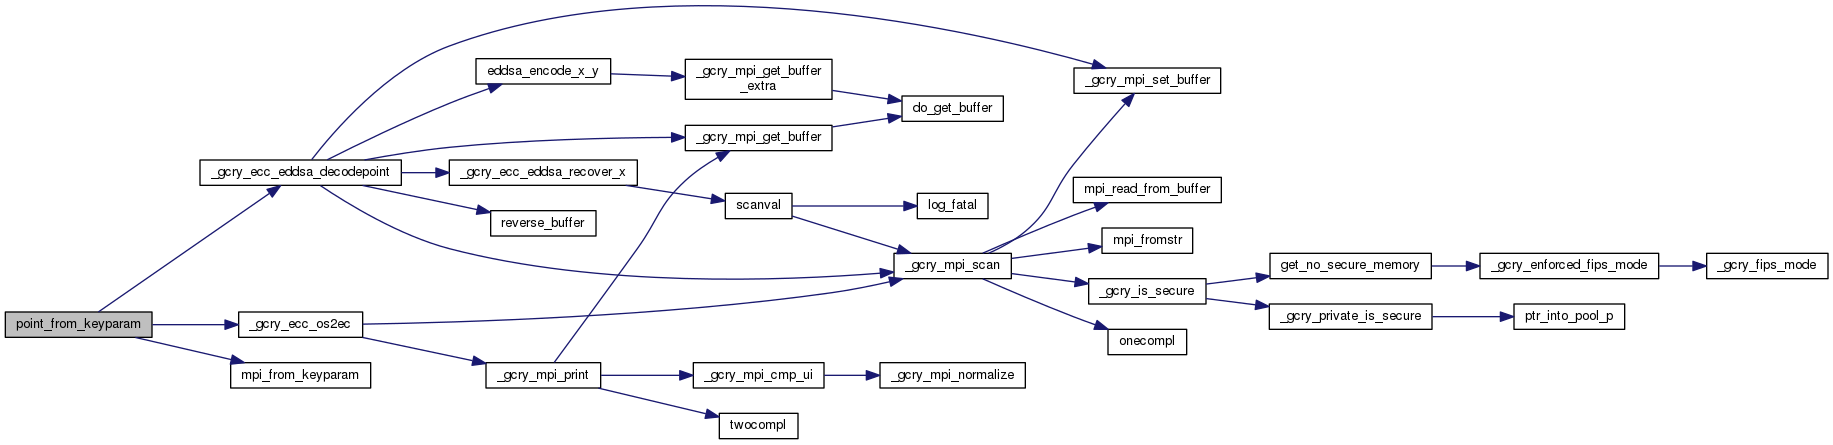 _gcry_mpi_set_buffer
eddsa_encode_x_y
_gcry_mpi_get_buffer
_extra
do_get_buffer
_gcry_mpi_get_buffer
_gcry_ecc_eddsa_decodepoint
_gcry_ecc_eddsa_recover_x
mpi_read_from_buffer
scanval
log_fatal
reverse_buffer
mpi_fromstr
_gcry_mpi_scan
get_no_secure_memory
_gcry_enforced_fips_mode
_gcry_fips_mode
_gcry_is_secure
_gcry_private_is_secure
ptr_into_pool_p
point_from_keyparam
_gcry_ecc_os2ec
onecompl
mpi_from_keyparam
_gcry_mpi_print
_gcry_mpi_cmp_ui
_gcry_mpi_normalize
twocompl